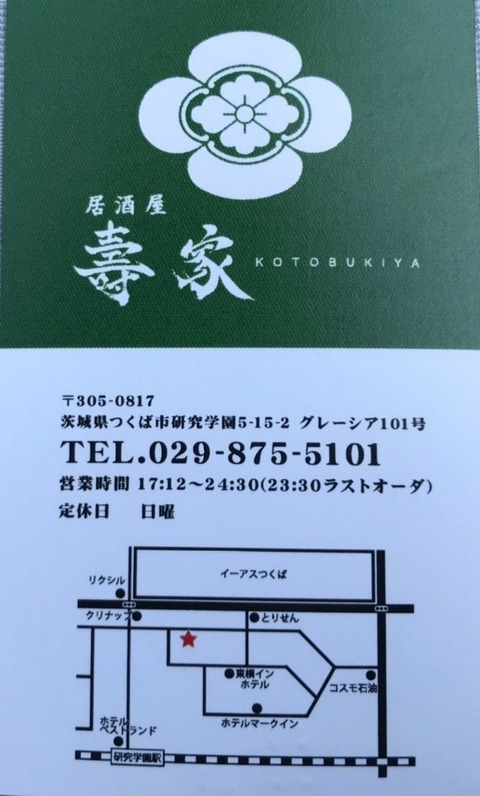 居酒屋
壽家 KOTOBUKIYA
〒305-0817
茨城県つくば市研究学園5-15-2 グレーシア101号
TEL.029-875-5101
営業時間 17:12～24:30(23:30ラストオーダ)
定休日 日曜
イーアスつくば
リクシル
クリナップ
とりせん
東横イン
ホテル
コスモ石油
ホテルマークイン
ホテル
ベストランド
研究学園駅